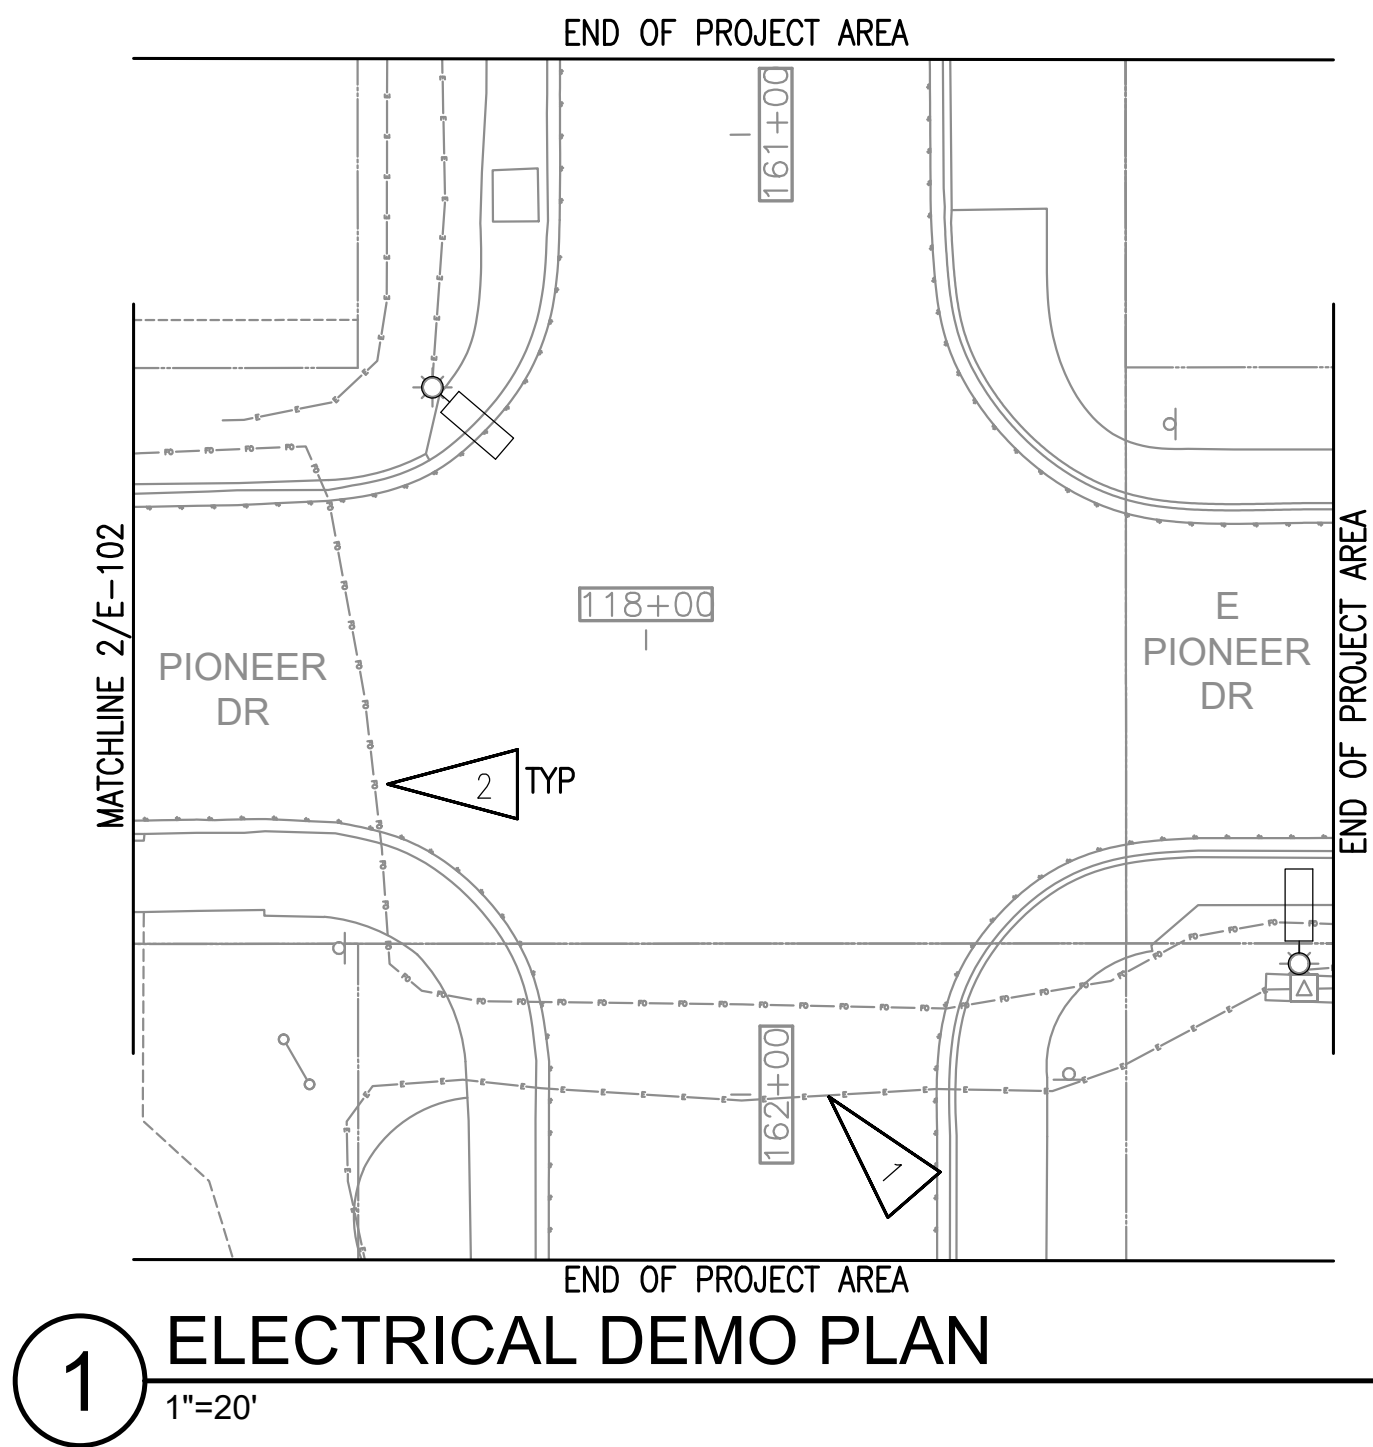 END OF PROJECT AREA
161+00
MATCHLINE 2/E-102
118+00
PIONEER
DR
E
PIONEER
DR
END OF PROJECT AREA
2 TYP
162+00
1
END OF PROJECT AREA
1 ELECTRICAL DEMO PLAN
1"=20'